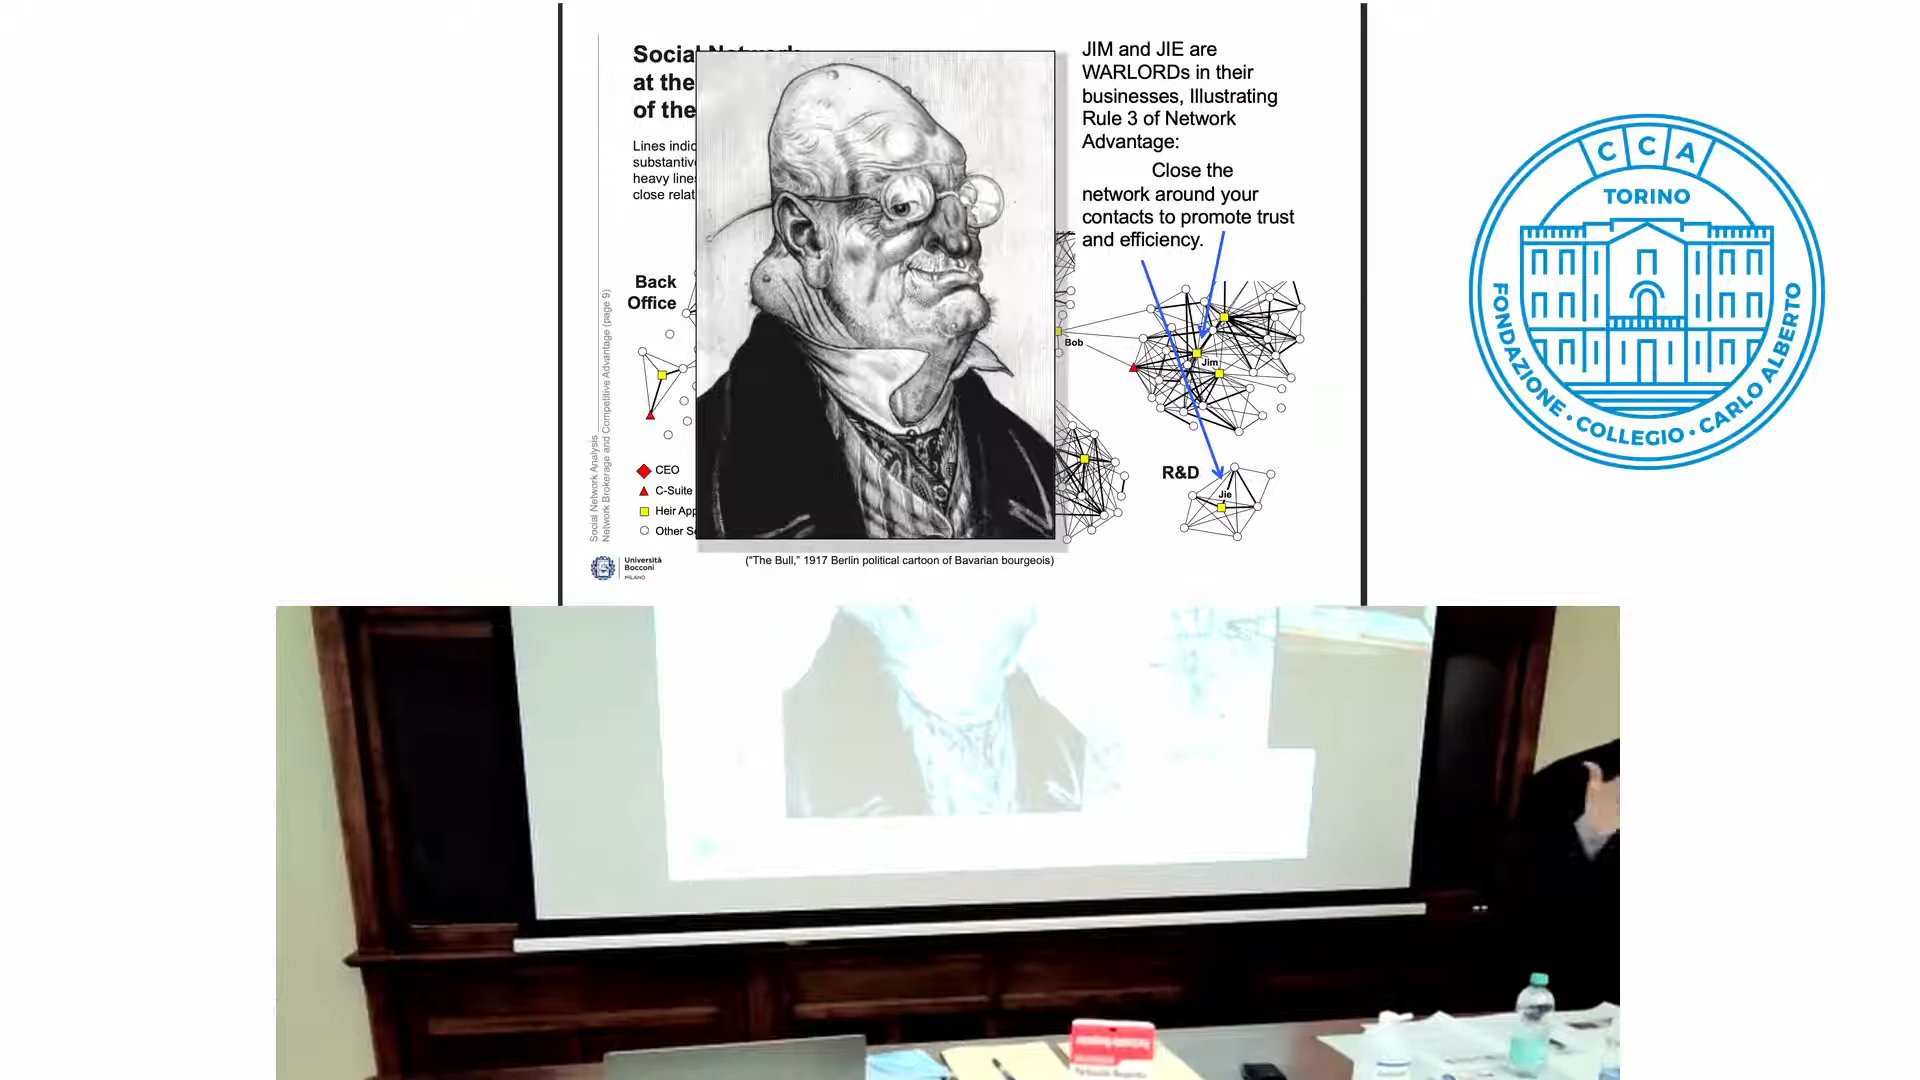 Social Network
at the
of the
Lines indic
substantiv
heavy lines
close relat
JIM and JIE are
WARLORDs in their
businesses, Illustrating
Rule 3 of Network
Advantage:
Close the
network around your
contacts to promote trust
and efficiency.
Back
Office
Bob
Jim
R&D
Jie
CEO
C-Suite
Heir App
Other Se
Social Network Analysis
Network Brokerage and Competitive Advantage (page 9)
Università
Bocconi
MILANO
("The Bull," 1917 Berlin political cartoon of Bavarian bourgeois)
CCA
TORINO
FONDAZIONE • COLLEGIO • CARLO ALBERTO